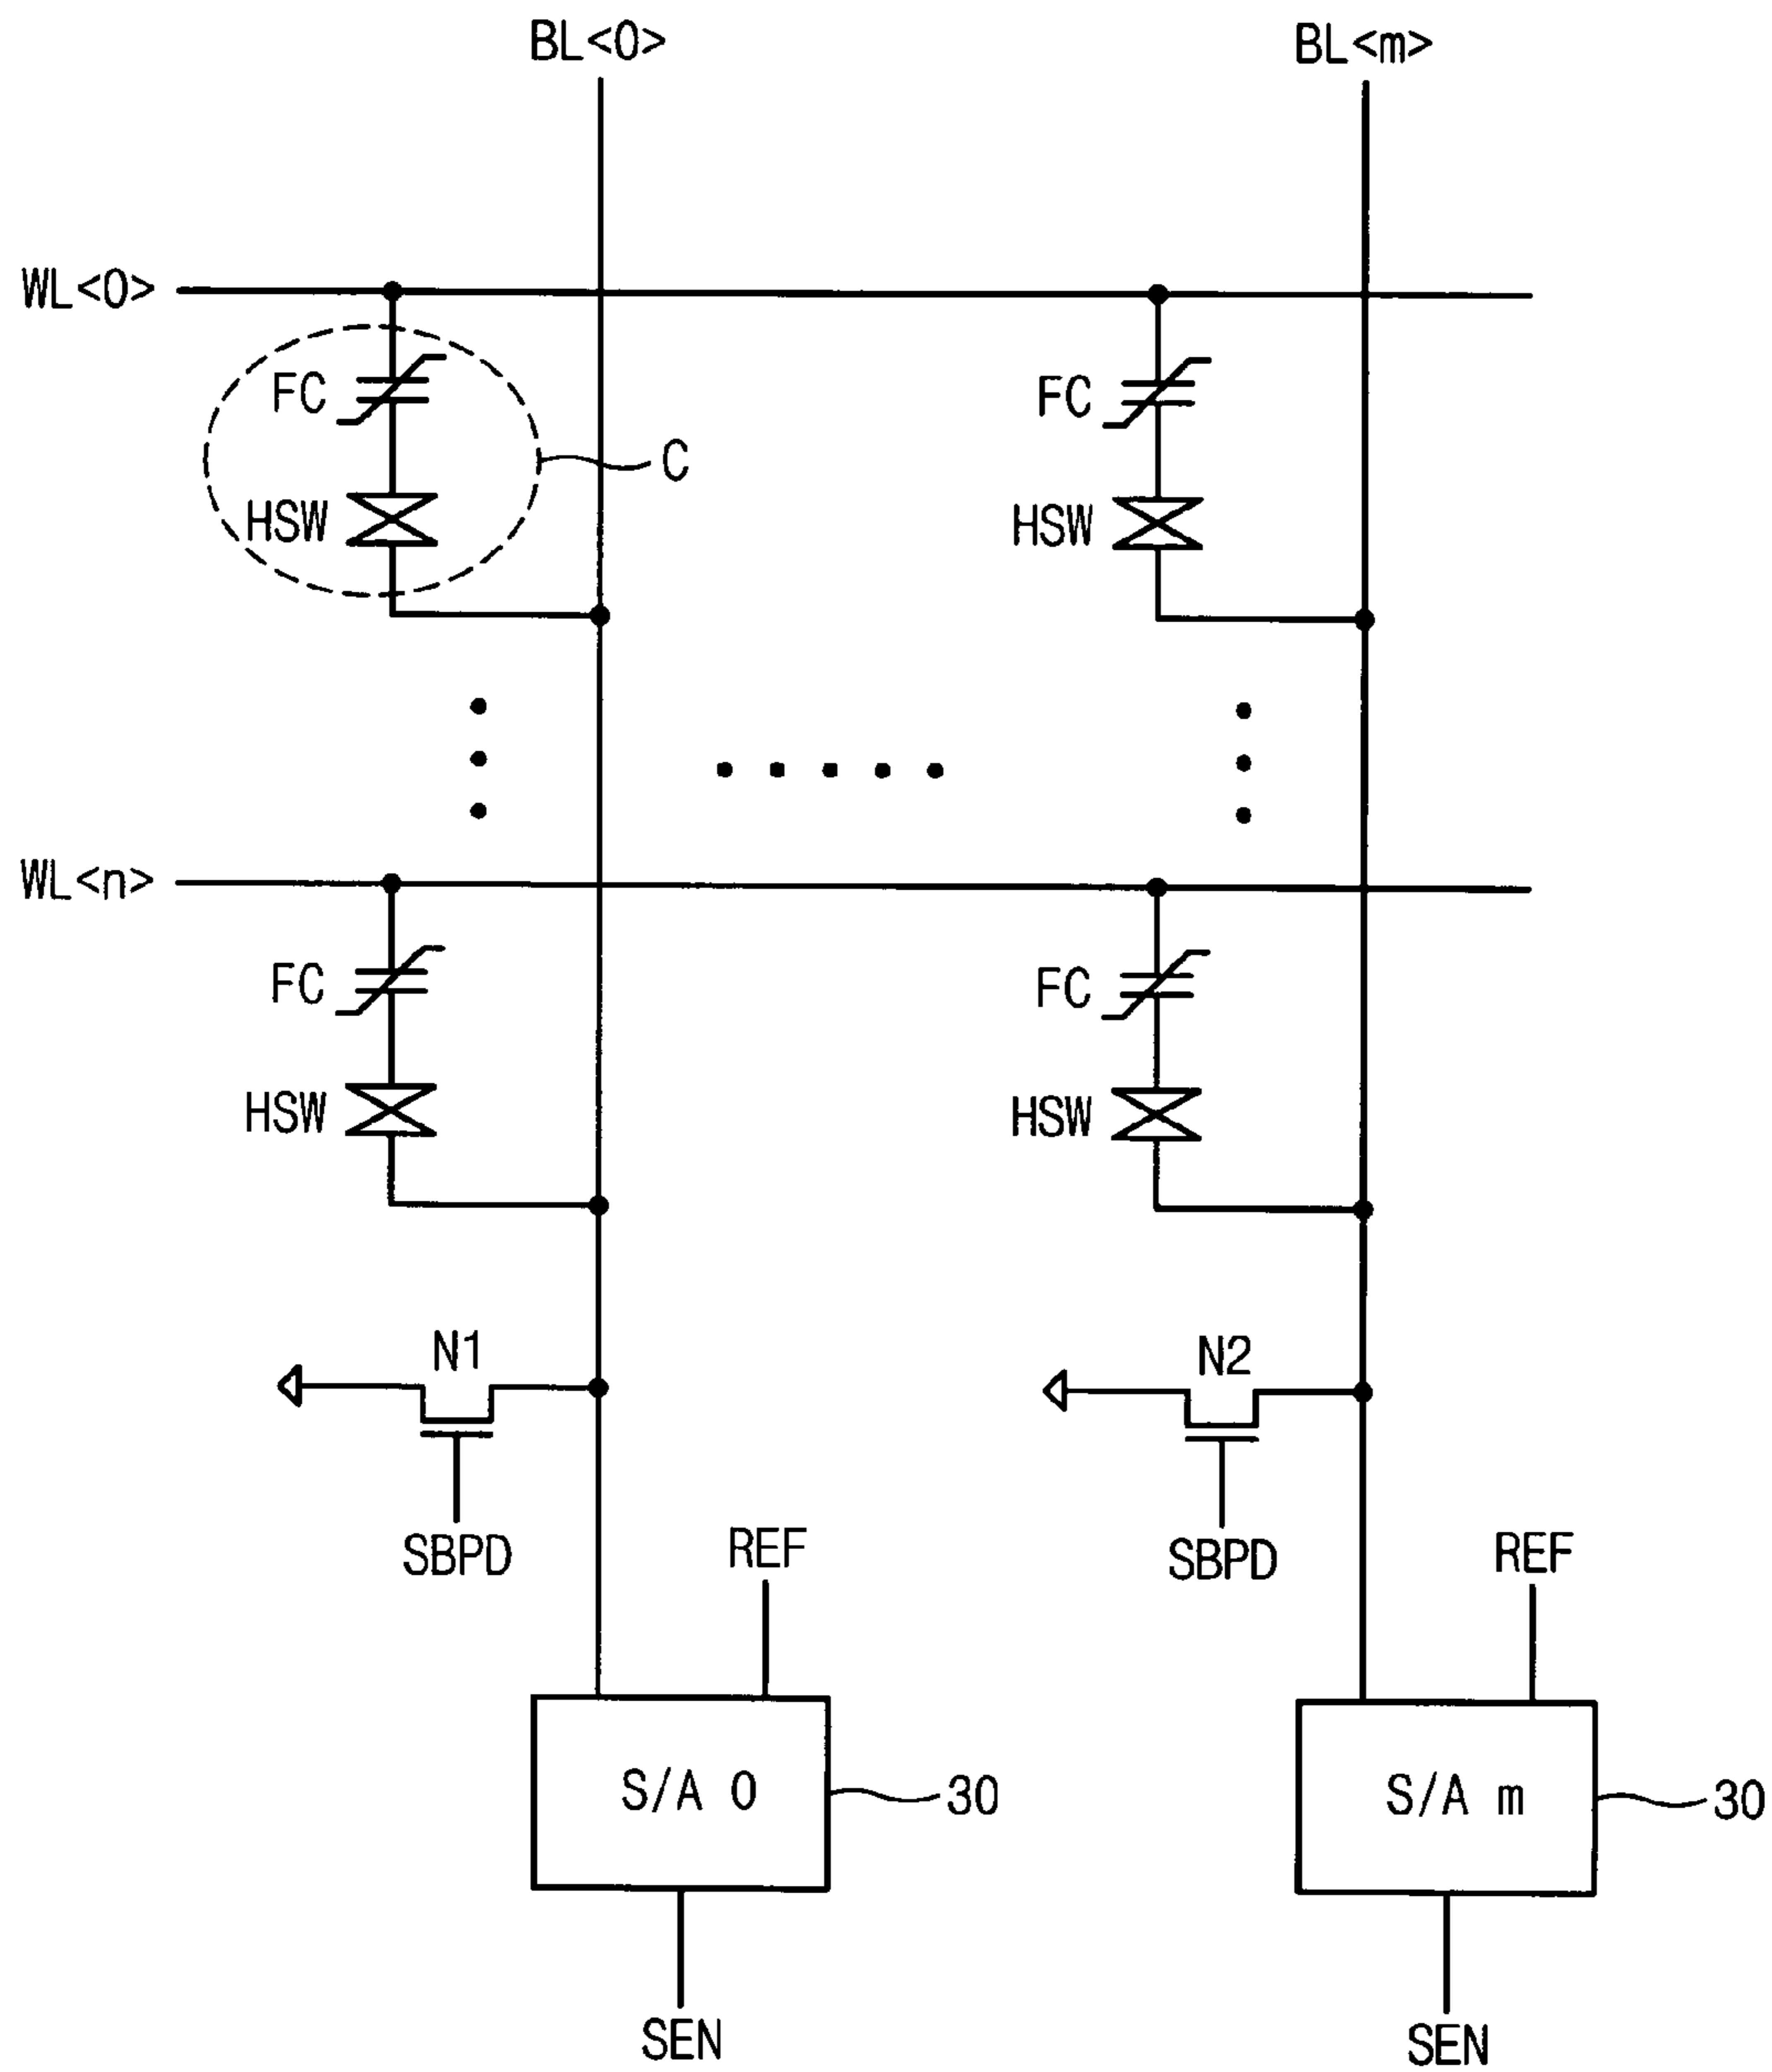 BL<0> BL<m>
WL<0>
FC FC
C
HSW HSW
WL<n>
FC FC
HSW HSW
N1 N2
SBPD REF SBPD REF
S/A 0 30 S/A m 30
SEN SEN